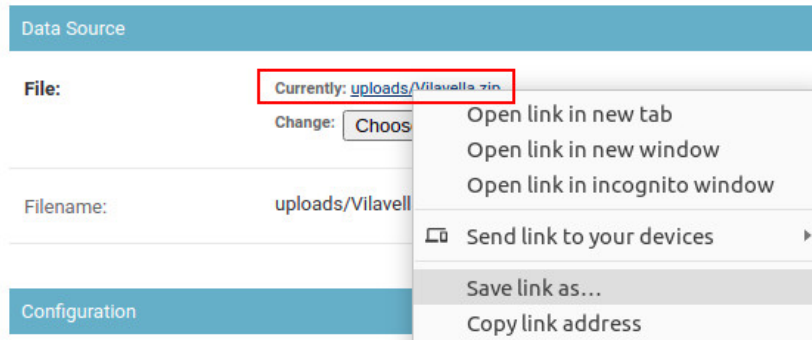 Data Source
File:
Currently: uploads/Vilavella.zip
Change: Choos
Filename:
uploads/Vilavell
Configuration
Open link in new tab
Open link in new window
Open link in incognito window
Send link to your devices
Save link as…
Copy link address